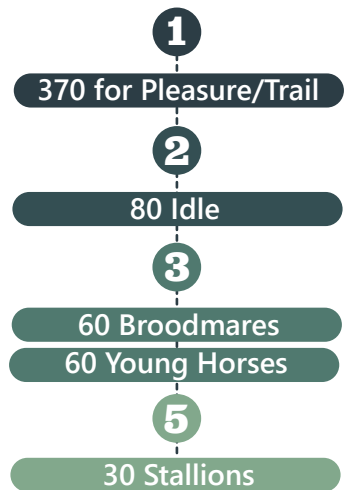 1
370 for Pleasure/Trail
2
80 Idle
3
60 Broodmares
60 Young Horses
5
30 Stallions